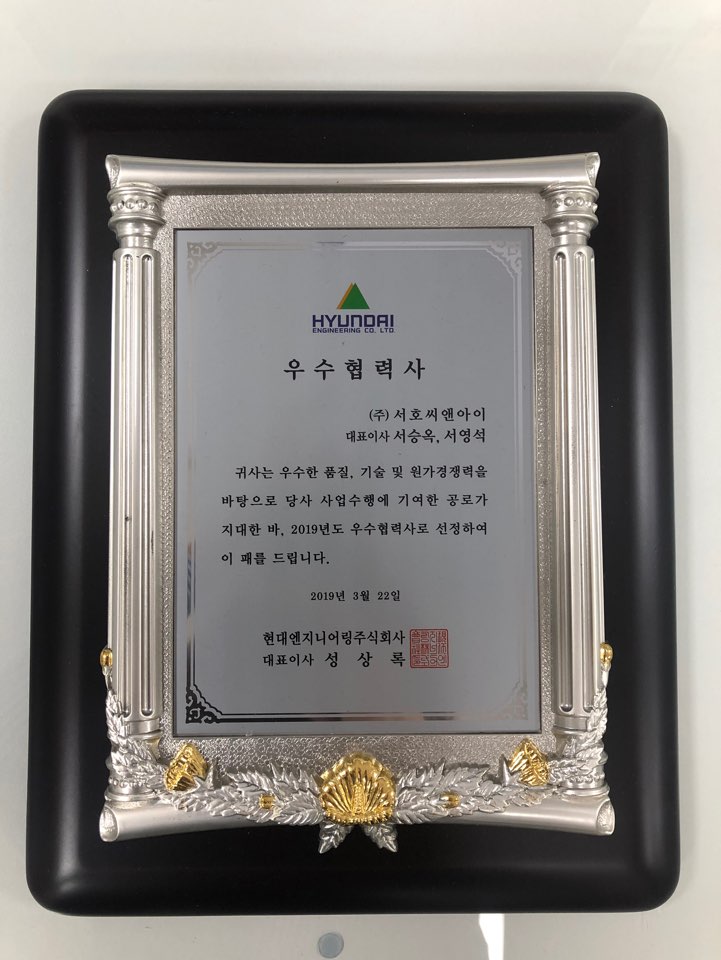 HYUNDAI
ENGINEERING CO. LTD.
우수협력사
(주) 서호씨앤아이
대표이사 서승옥, 서영석
귀사는 우수한 품질, 기술 및 원가경쟁력을
바탕으로 당사 사업수행에 기여한 공로가
지대한 바, 2019년도 우수협력사로 선정하여
이 패를 드립니다.
2019년 3월 22일
현대엔지니어링주식회사
대표이사 성 상 록